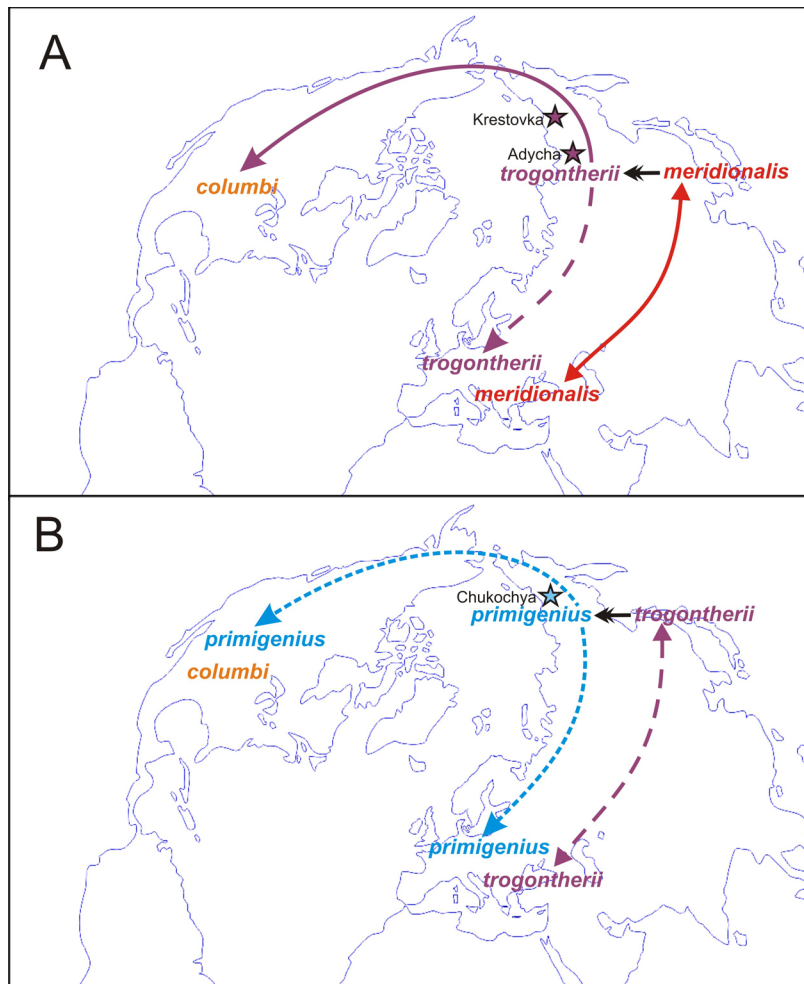 A
Krestovka
Adycha
trogontherii meridionalis
columbi
trogontherii
meridionalis
B
Chukochya
primigenius trogontherii
primigenius
columbi
primigenius
trogontherii